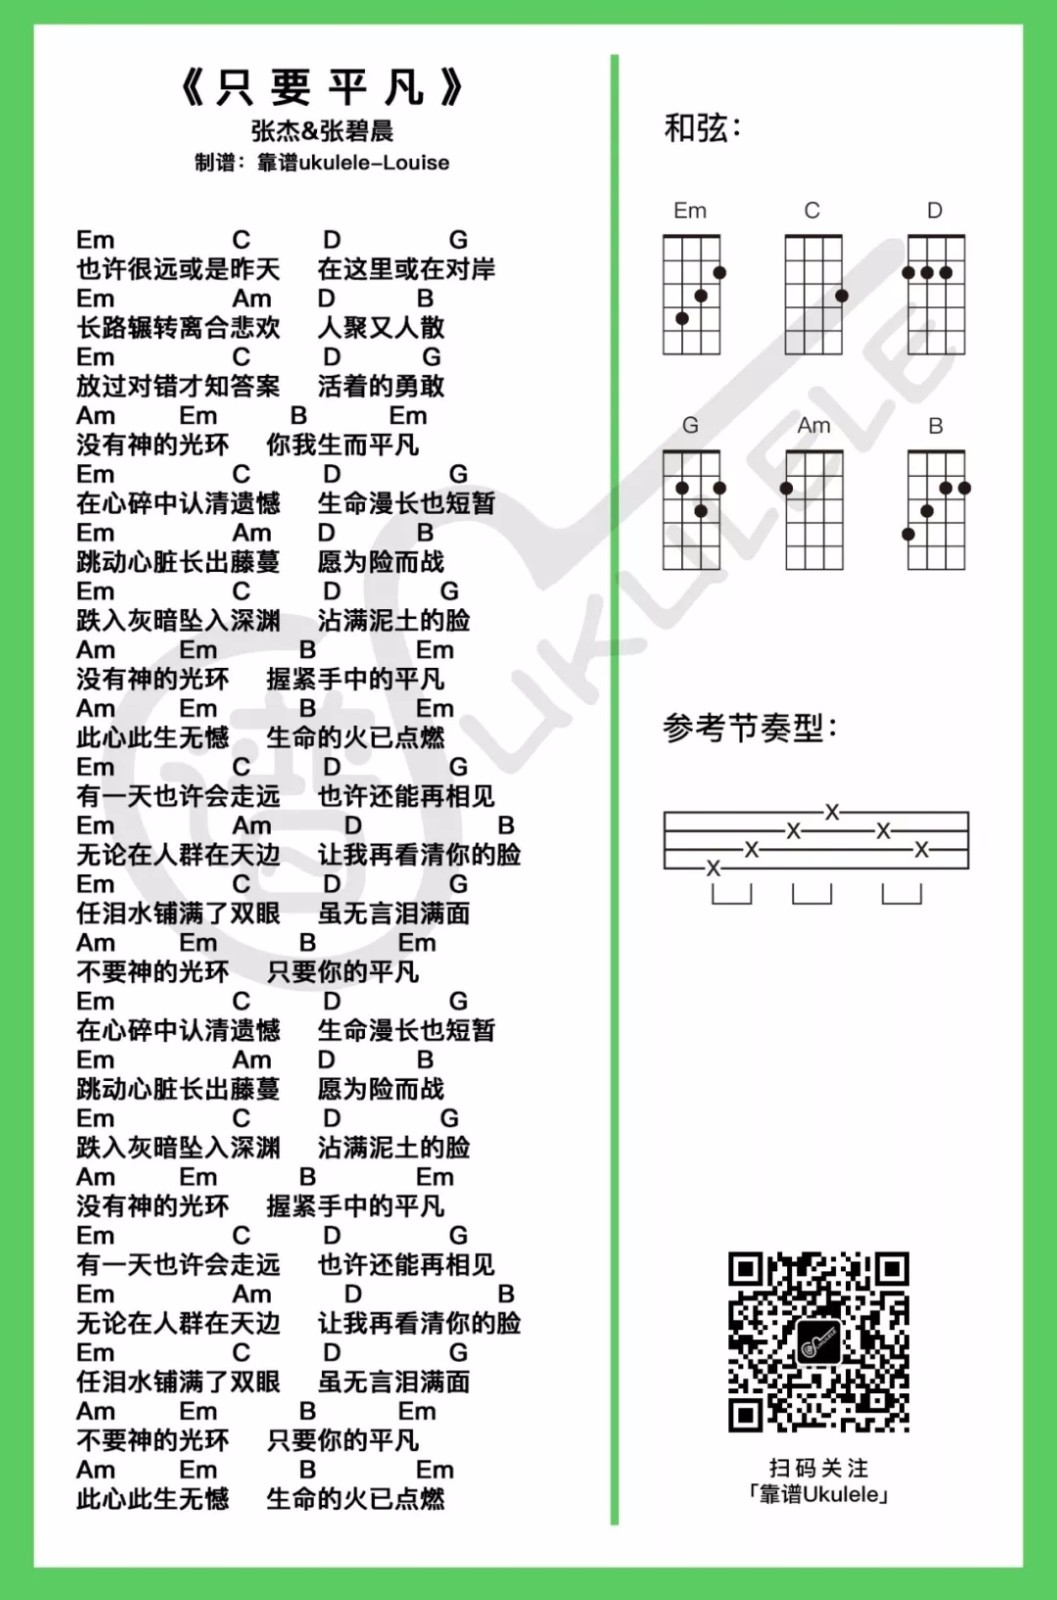 《只要平凡》
张杰&张碧晨
制谱：靠谱ukulele-Louise
Em C D G
也许很远或是昨天 在这里或在对岸
Em Am D B
长路辗转离合悲欢 人聚又人散
Em C D G
放过对错才知答案 活着的勇敢
Am Em B Em
没有神的光环 你我生而平凡
Em C D G
在心碎中认清遗憾 生命漫长也短暂
Em Am D B
跳动心脏长出藤蔓 愿为险而战
Em C D G
跌入灰暗坠入深渊 沾满泥土的脸
Am Em B Em
没有神的光环 握紧手中的平凡
Am Em B Em
此心此生无憾 生命的火已点燃
Em C D G
有一天也许会走远 也许还能再相见
Em Am D B
无论在人群在天边 让我再看清你的脸
Em C D G
任泪水铺满了双眼 虽无言泪满面
Am Em B Em
不要神的光环 只要你的平凡
Em C D G
在心碎中认清遗憾 生命漫长也短暂
Em Am D B
跳动心脏长出藤蔓 愿为险而战
Em C D G
跌入灰暗坠入深渊 沾满泥土的脸
Am Em B Em
没有神的光环 握紧手中的平凡
Em C D G
有一天也许会走远 也许还能再相见
Em Am D B
无论在人群在天边 让我再看清你的脸
Em C D G
任泪水铺满了双眼 虽无言泪满面
Am Em B Em
不要神的光环 只要你的平凡
Am Em B Em
此心此生无憾 生命的火已点燃
和弦：
Em C D
G Am B
参考节奏型：
扫码关注
「靠谱Ukulele」
谱 UKULELE